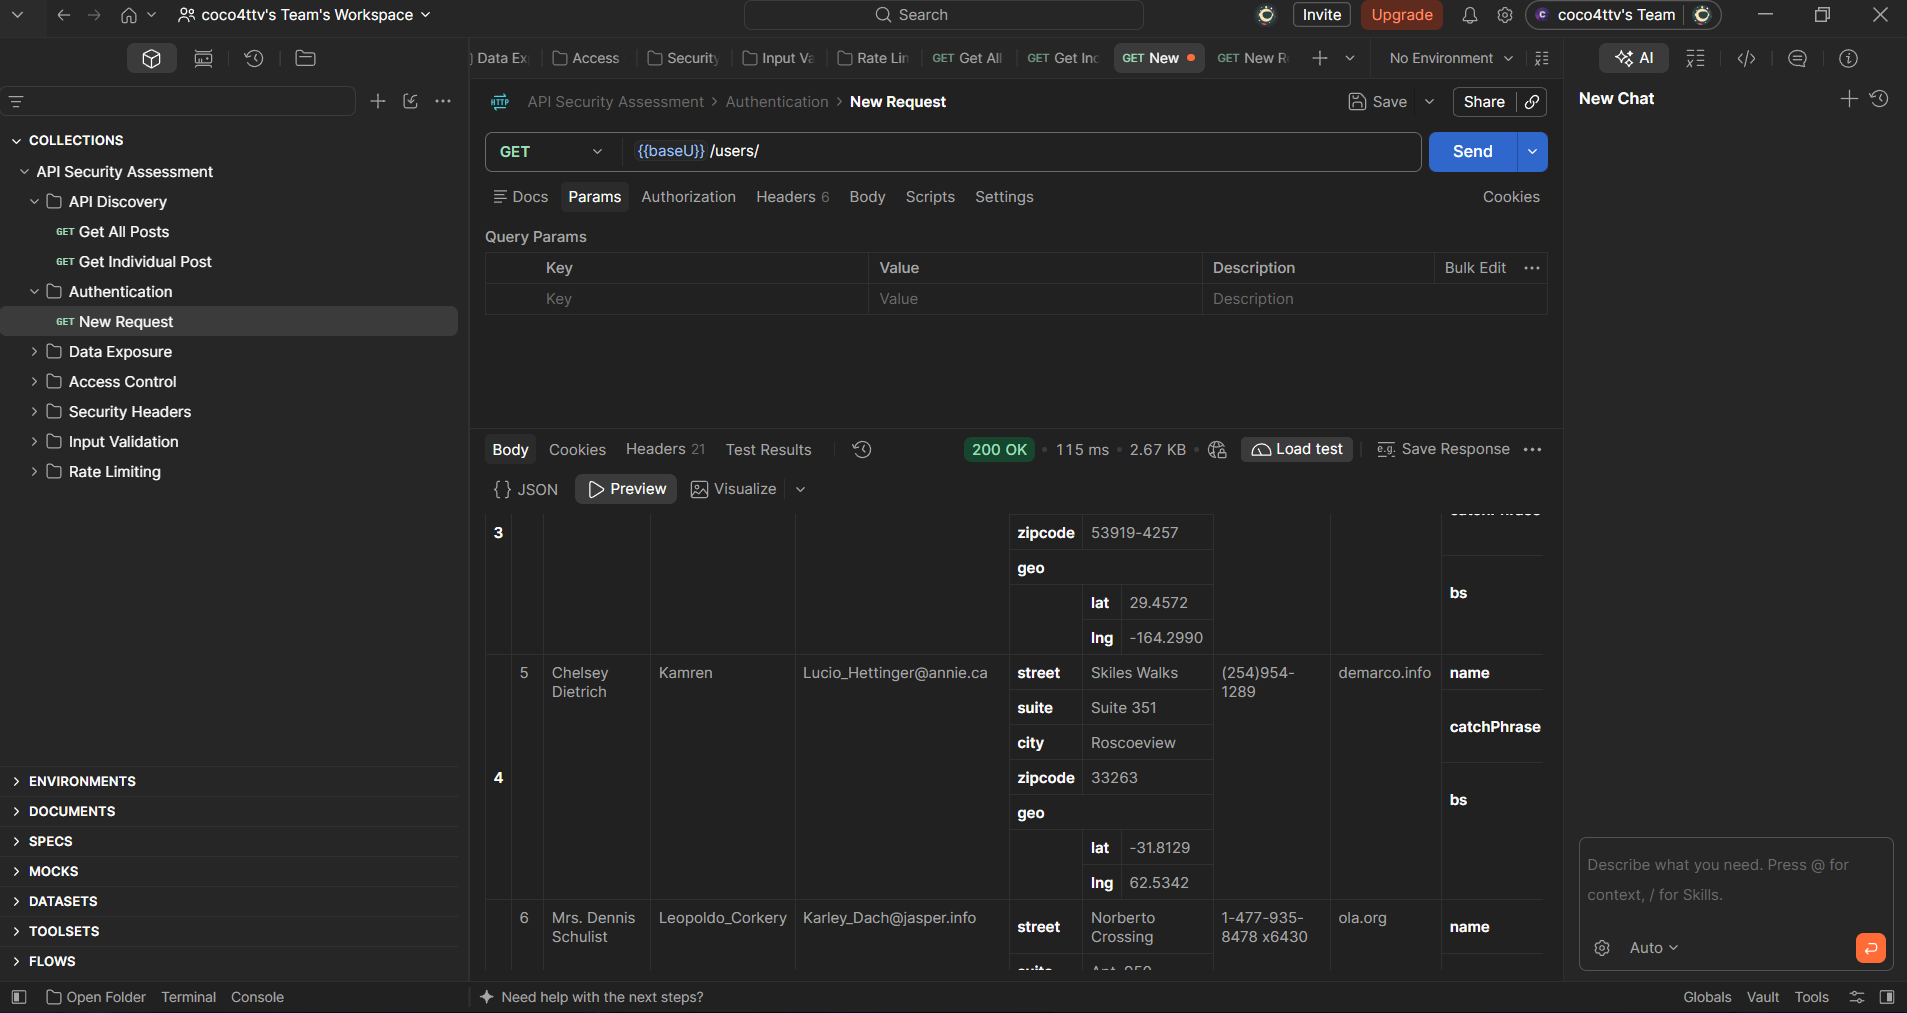 coco4ttv's Team's Workspace
Search
Invite
Upgrade
coco4ttv's Team
Data Ex
Access
Security
Input Va
Rate Lin
GET Get All
GET Get Inc
GET New
GET New R
No Environment
AI
HTTP
API Security Assessment > Authentication > New Request
Save
Share
New Chat
COLLECTIONS
API Security Assessment
API Discovery
GET Get All Posts
GET Get Individual Post
Authentication
GET New Request
Data Exposure
Access Control
Security Headers
Input Validation
Rate Limiting
GET
{{baseU}} /users/
Send
Docs
Params
Authorization
Headers 6
Body
Scripts
Settings
Cookies
Query Params
Key Value Description Bulk Edit
Key Value Description
Body
Cookies
Headers 21
Test Results
200 OK
115 ms
2.67 KB
Load test
e.g. Save Response
{} JSON
Preview
Visualize
3
zipcode 53919-4257
geo
lat 29.4572
lng -164.2990
bs
4
5
Chelsey
Dietrich
Kamren
Lucio_Hettinger@annie.ca
street Skiles Walks
suite Suite 351
city Roscoeview
zipcode 33263
geo
lat -31.8129
lng 62.5342
(254)954-
1289
demarco.info
name
catchPhrase
bs
6
Mrs. Dennis
Schulist
Leopoldo_Corkery
Karley_Dach@jasper.info
street
Norberto
Crossing
1-477-935-
8478 x6430
ola.org
name
ENVIRONMENTS
DOCUMENTS
SPECS
MOCKS
DATASETS
TOOLSETS
FLOWS
Describe what you need. Press @ for
context, / for Skills.
Auto
Open Folder
Terminal
Console
Need help with the next steps?
Globals
Vault
Tools